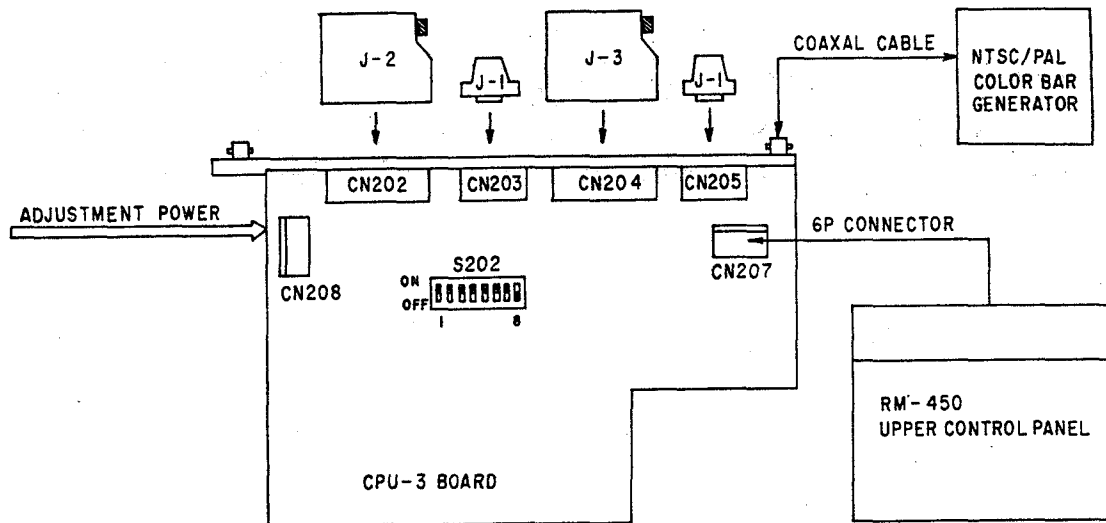 J-2
J-1
J-3
J-1
COAXAL CABLE
NTSC/PAL
COLOR BAR
GENERATOR
CN202
CN203
CN204
CN205
ADJUSTMENT POWER
6P CONNECTOR
CN208
S202
ON
OFF
1
8
CN207
RM-450
UPPER CONTROL PANEL
CPU-3 BOARD